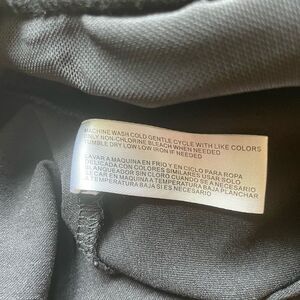 MACHINE WASH COLD GENTLE CYCLE WITH LIKE COLORS
ONLY NON-CHLORINE BLEACH WHEN NEEDED
TUMBLE DRY LOW LOW IRON IF NEEDED
LAVAR A MAQUINA EN FRIO Y EN CICLO PARA ROPA
DELICADA CON COLORES SIMILARES USAR SOLO
BLANQUEADOR SIN CLORO CUANDO SEA NECESARIO
SECAR EN MAQUINA A TEMPERATURA BAJA PLANCHAR
A TEMPERATURA BAJA SI ES NECESARIO